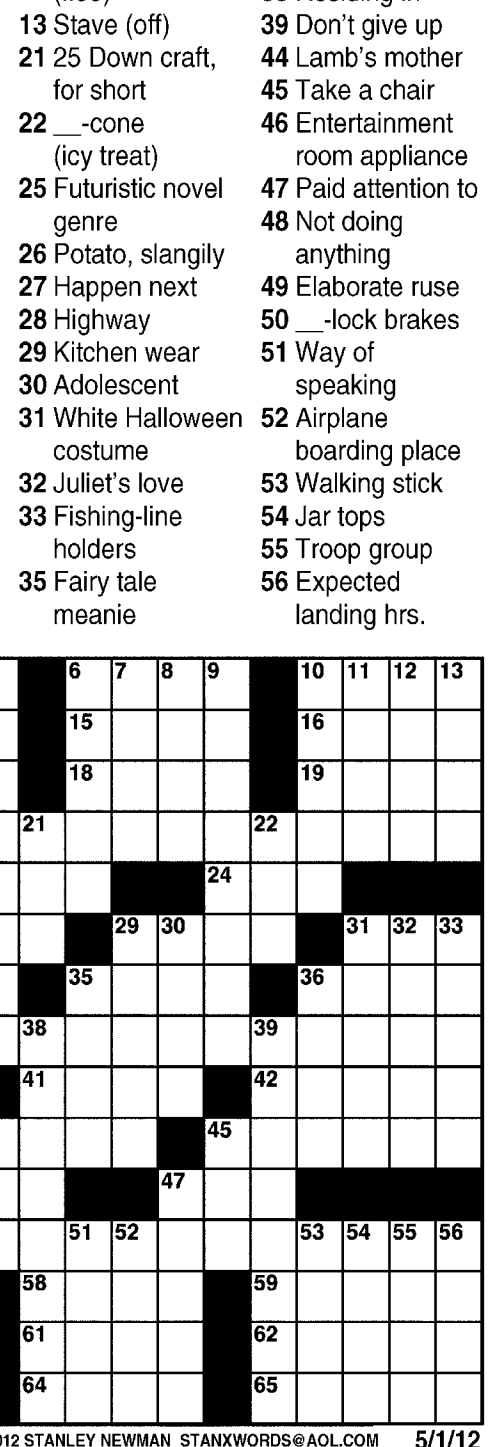 Residing in
13 Stave (off)
21 25 Down craft,
for short
22 __-cone
(icy treat)
25 Futuristic novel
genre
26 Potato, slangily
27 Happen next
28 Highway
29 Kitchen wear
30 Adolescent
31 White Halloween
costume
32 Juliet's love
33 Fishing-line
holders
35 Fairy tale
meanie
39 Don't give up
44 Lamb's mother
45 Take a chair
46 Entertainment
room appliance
47 Paid attention to
48 Not doing
anything
49 Elaborate ruse
50 __-lock brakes
51 Way of
speaking
52 Airplane
boarding place
53 Walking stick
54 Jar tops
55 Troop group
56 Expected
landing hrs.
6 7 8 9 10 11 12 13
15 16
18 19
21 22
24
29 30 31 32 33
35 36
38 39
41 42
45
47
51 52 53 54 55 56
58 59
61 62
64 65
12 STANLEY NEWMAN STANXWORDS@AOL.COM 5/1/12